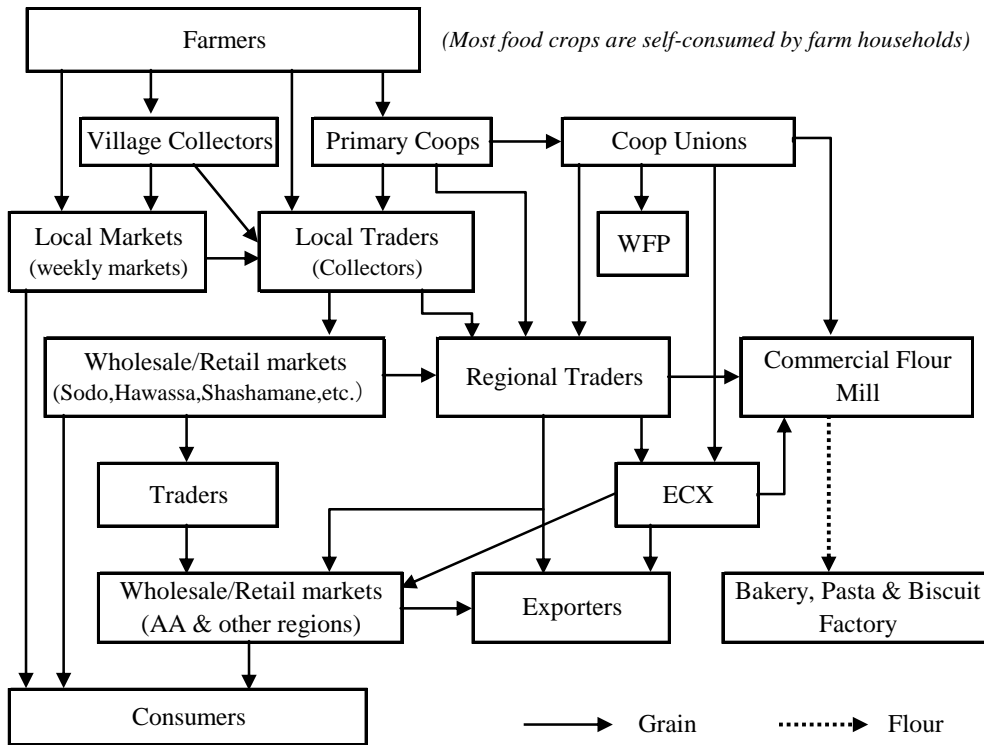 Farmers
(Most food crops are self-consumed by farm households)
Village Collectors
Primary Coops
Coop Unions
Local Markets
(weekly markets)
Local Traders
(Collectors)
WFP
Wholesale/Retail markets
(Sodo,Hawassa,Shashamane,etc.）
Regional Traders
Commercial Flour
Mill
Traders
ECX
Wholesale/Retail markets
(AA & other regions)
Exporters
Bakery, Pasta & Biscuit
Factory
Consumers
Grain
Flour